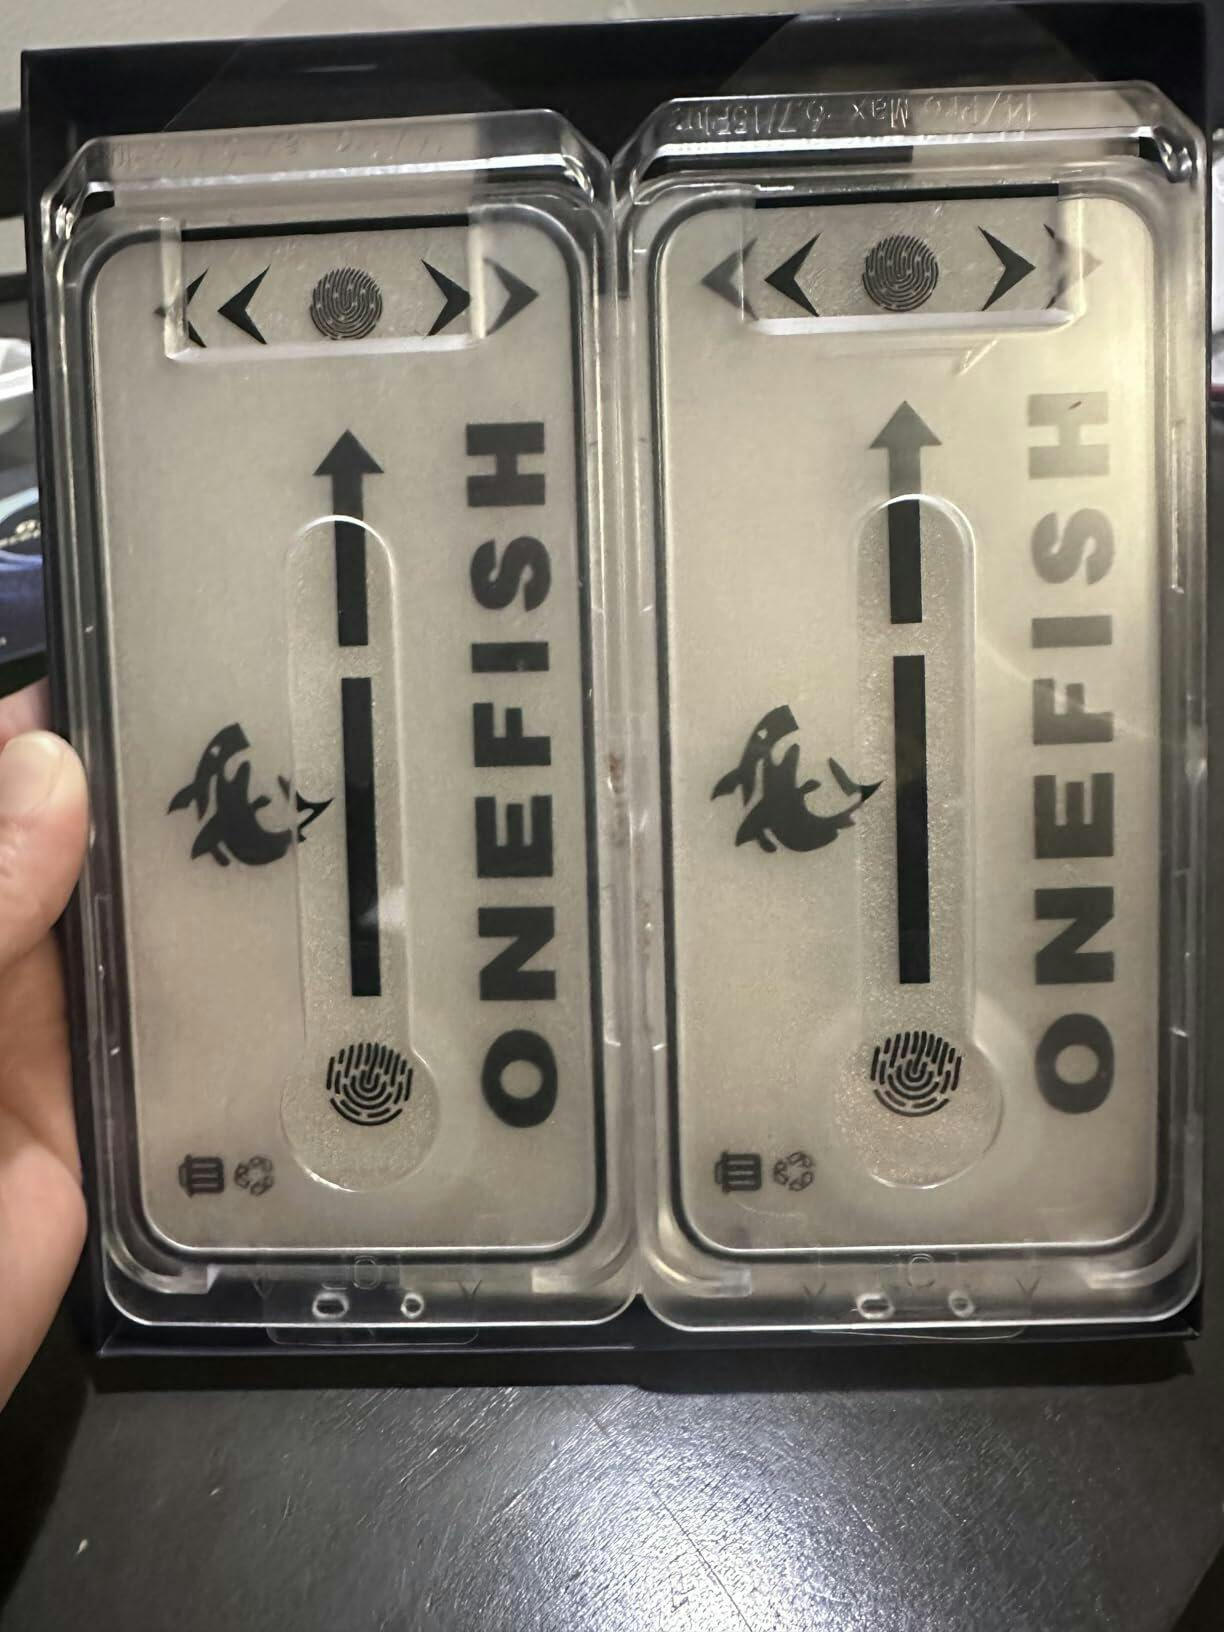 14/Pro Max 6.7/15Plus
ONEFISH
ONEFISH